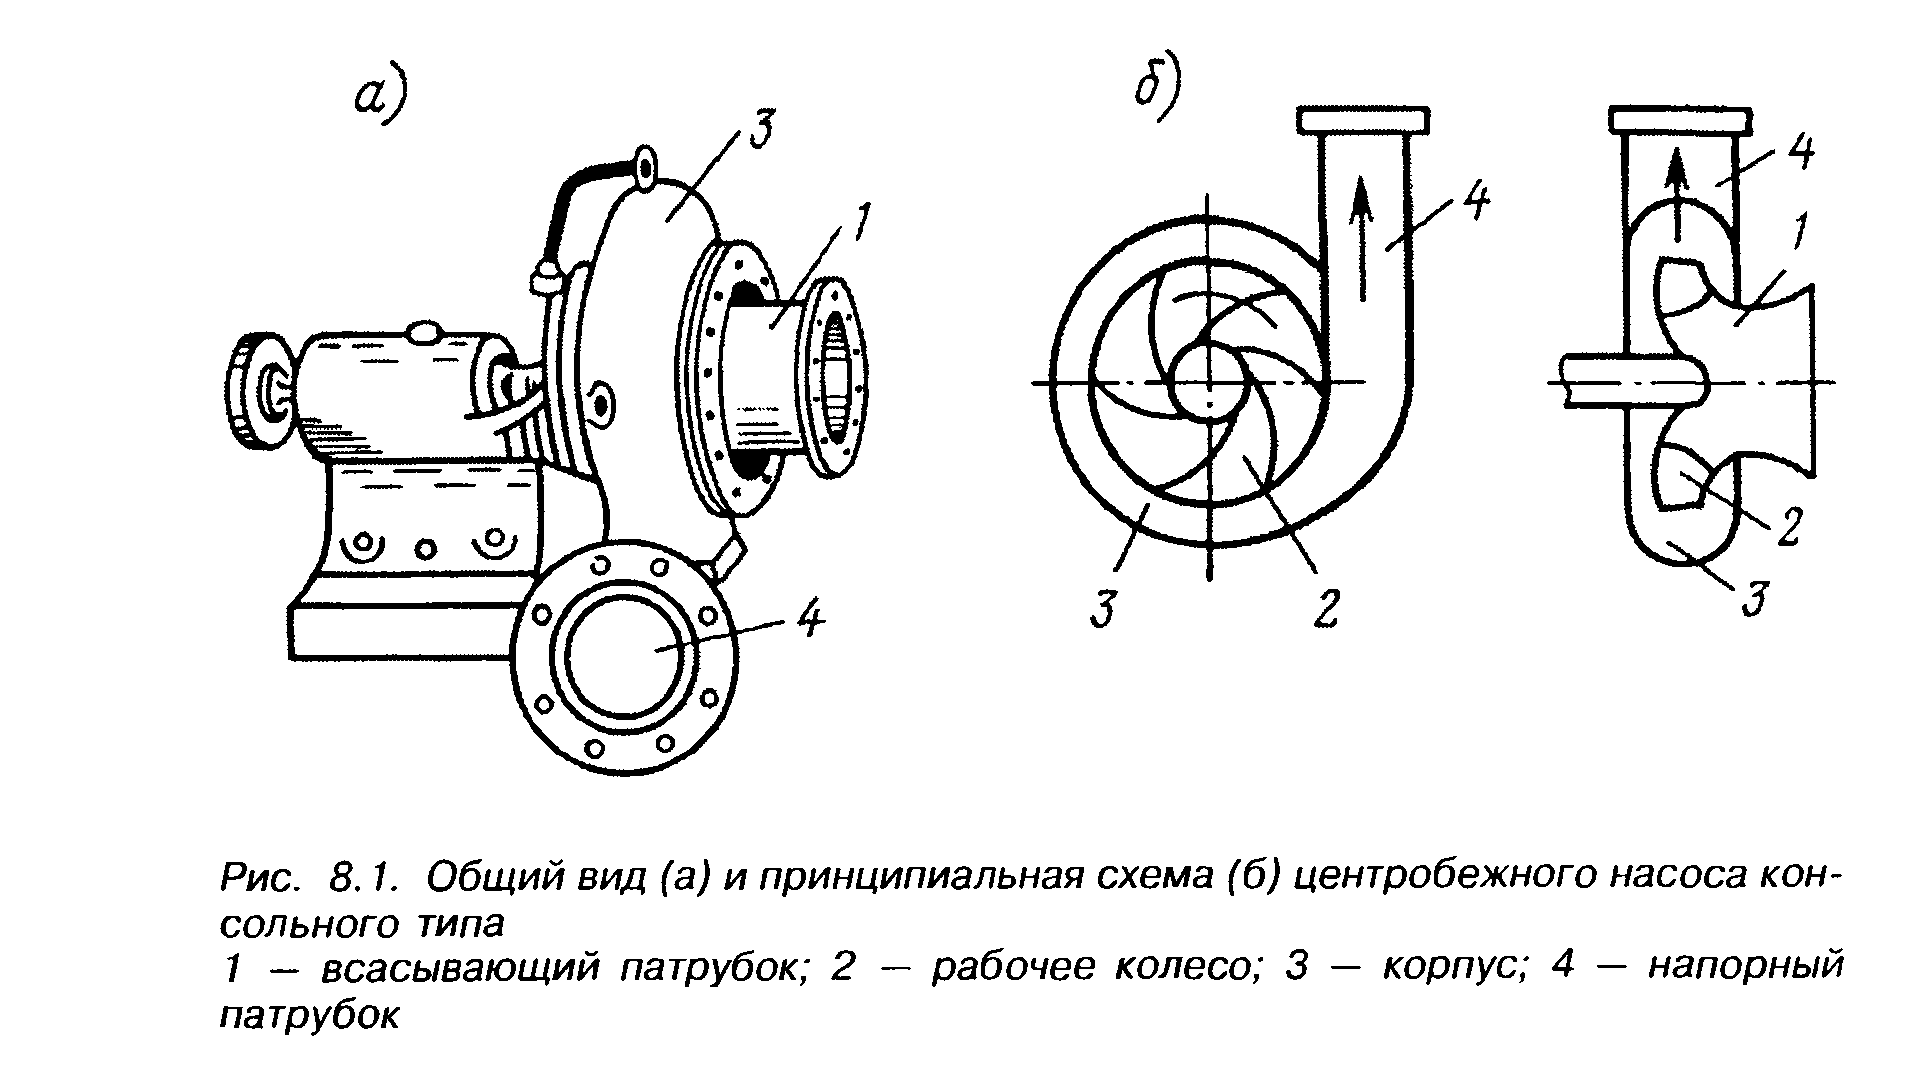 а)
3
1
4
б)
4
3
2
4
1
2
3
Рис. 8.1. Общий вид (а) и принципиальная схема (б) центробежного насоса кон-
сольного типа
1 — всасывающий патрубок; 2 — рабочее колесо; 3 — корпус; 4 — напорный
патрубок